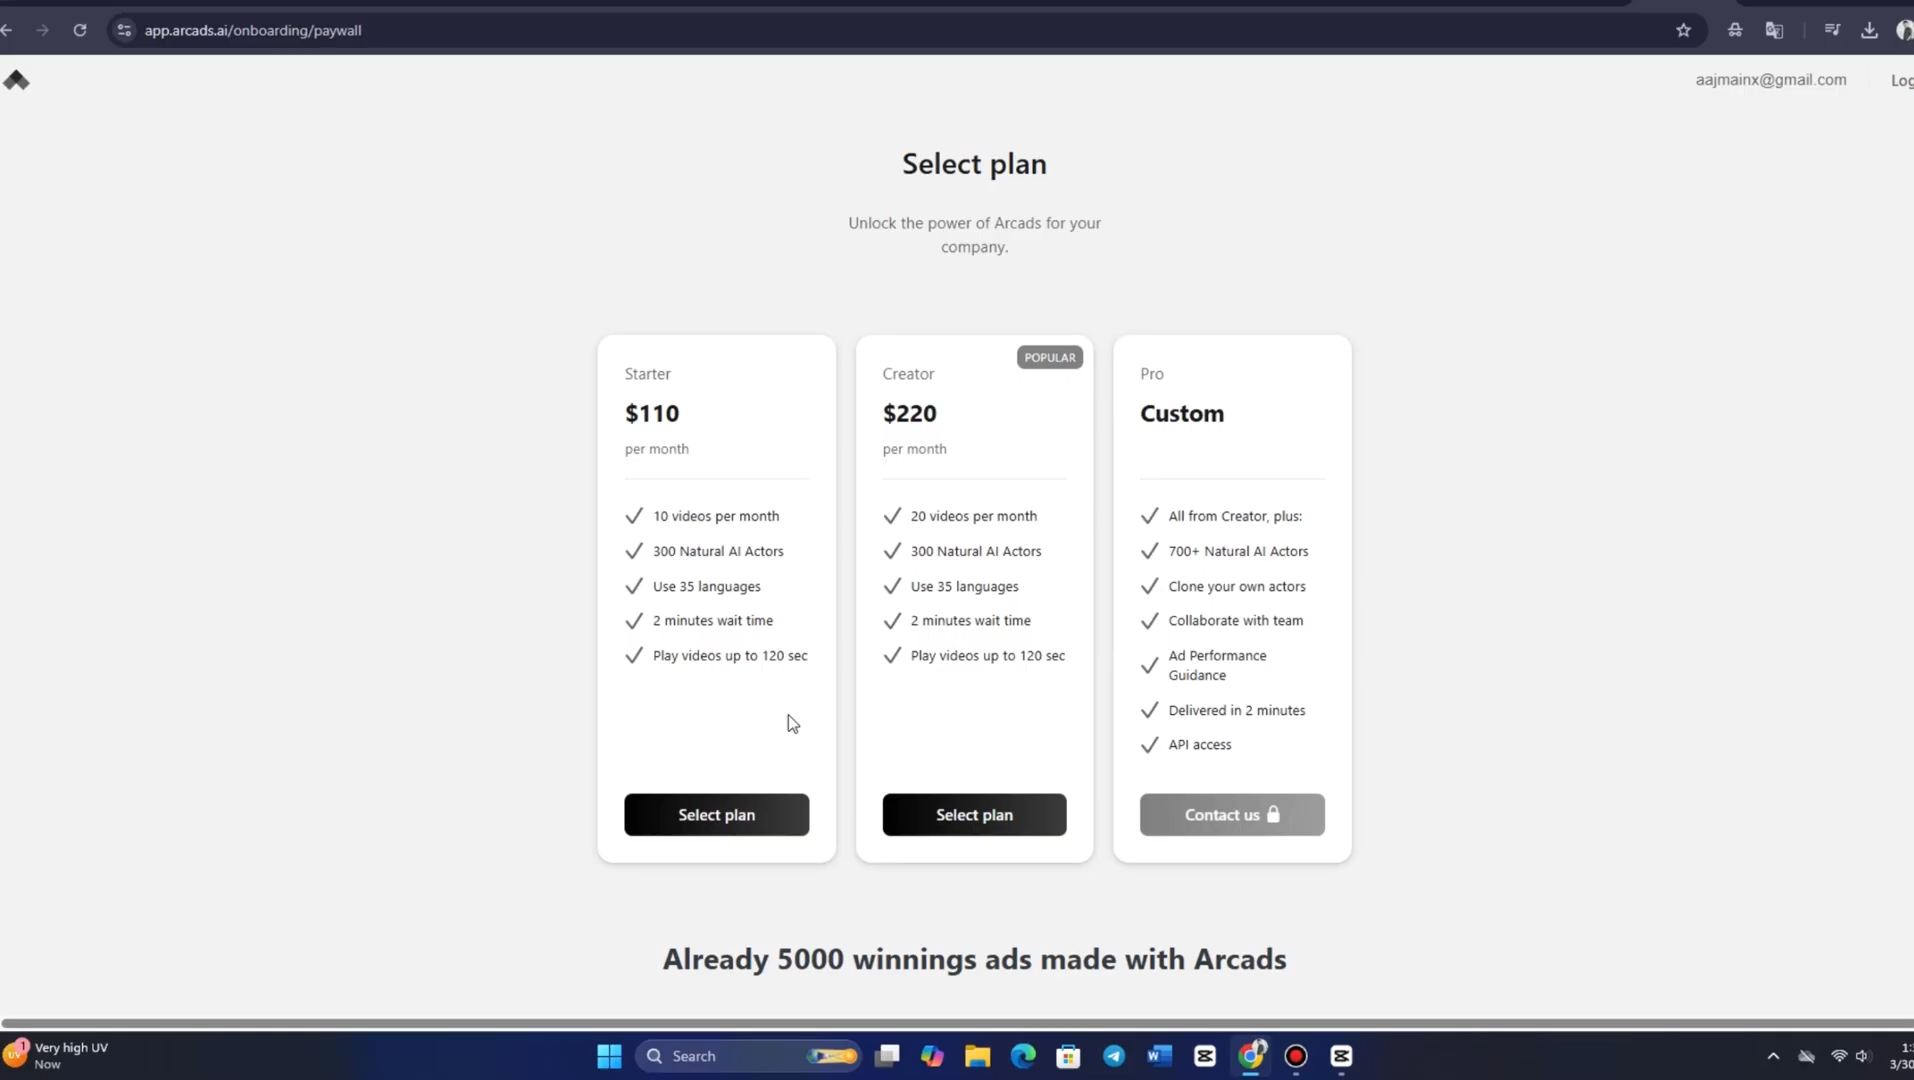 app.arcads.ai/onboarding/paywall
aajmainx@gmail.com
Select plan
Unlock the power of Arcads for your
company.
Starter
$110
per month
10 videos per month
300 Natural AI Actors
Use 35 languages
2 minutes wait time
Play videos up to 120 sec
Select plan
Creator
POPULAR
$220
per month
20 videos per month
300 Natural AI Actors
Use 35 languages
2 minutes wait time
Play videos up to 120 sec
Select plan
Pro
Custom
All from Creator, plus:
700+ Natural AI Actors
Clone your own actors
Collaborate with team
Ad Performance
Guidance
Delivered in 2 minutes
API access
Contact us
Already 5000 winnings ads made with Arcads
1
UV
Very high UV
Now
Search